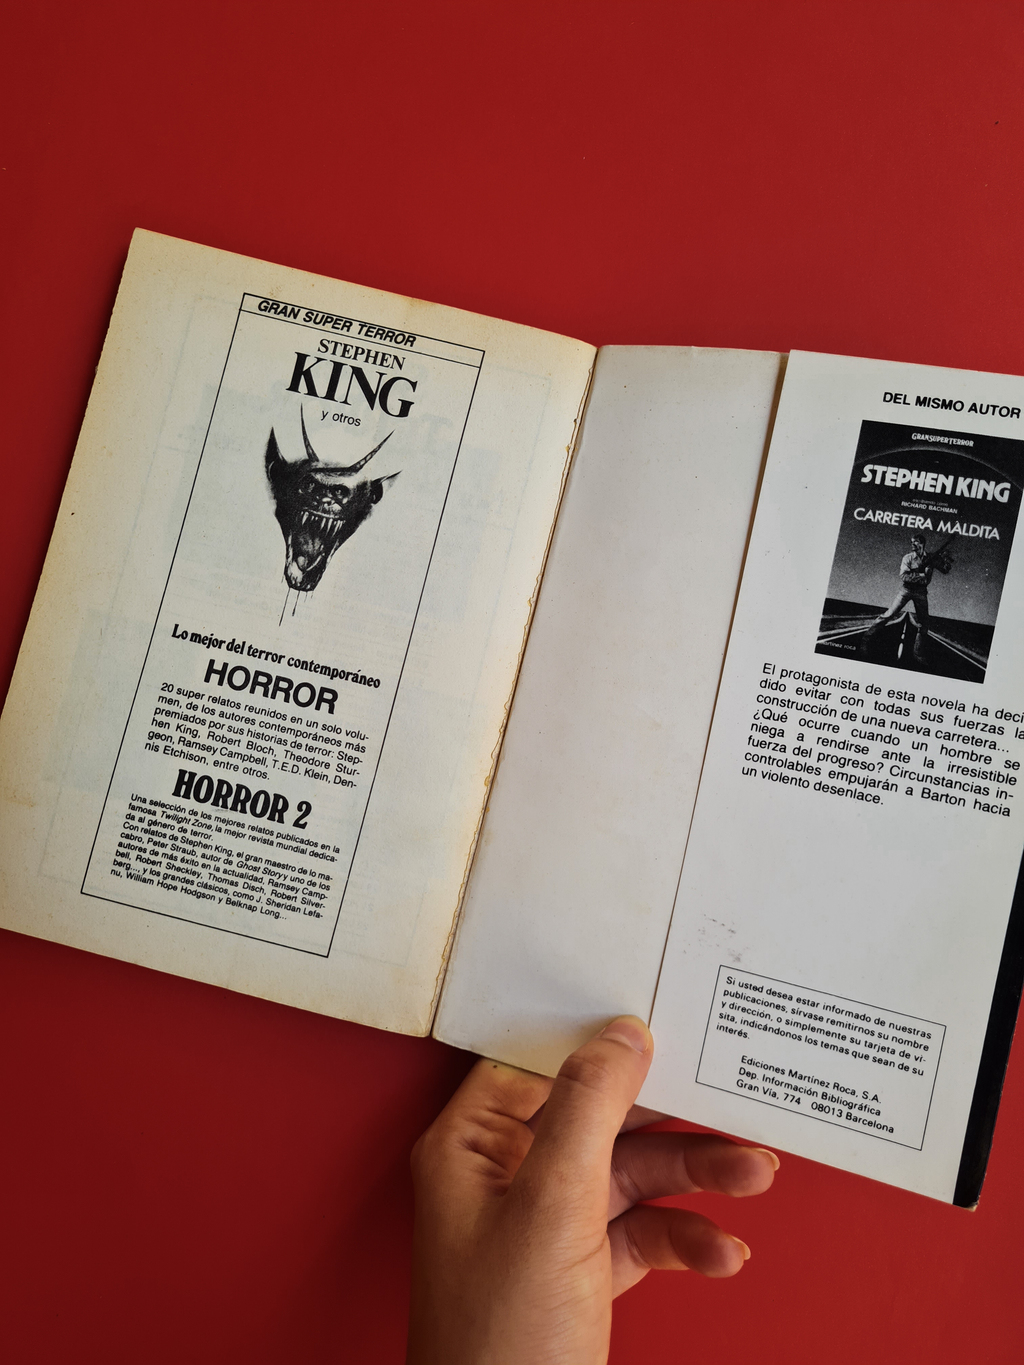 GRAN SUPER TERROR
STEPHEN
KING
y otros
Lo mejor del terror contemporáneo
HORROR
20 super relatos reunidos en un solo volu-
men, de los autores contemporáneos más
premiados por sus historias de terror: Step-
hen King, Robert Bloch, Theodore Stur-
geon, Ramsey Campbell, T.E.D. Klein, Den-
nis Etchison, entre otros.
HORROR 2
Una selección de los mejores relatos publicados en la
famosa Twilight Zone, la mejor revista mundial dedica-
da al género de terror.
Con relatos de Stephen King, el gran maestro de lo ma-
cabro, Peter Straub, autor de Ghost Story y uno de los
autores de más éxito en la actualidad, Ramsey Camp-
bell, Robert Sheckley, Thomas Disch, Robert Silver-
berg..., y los grandes clásicos, como J. Sheridan Lefa-
nu, William Hope Hodgson y Belknap Long...
DEL MISMO AUTOR
GRAN SUPER TERROR
STEPHEN KING
RICHARD BACHMAN
CARRETERA MALDITA
MARTINEZ ROCA
El protagonista de esta novela ha deci
dido evitar con todas sus fuerzas la
construcción de una nueva carretera...
¿Qué ocurre cuando un hombre se
niega a rendirse ante la irresistible
fuerza del progreso? Circunstancias in-
controlables empujarán a Barton hacia
un violento desenlace.
Si usted desea estar informado de nuestras
publicaciones, sírvase remitirnos su nombre
y dirección, o simplemente su tarjeta de vi-
sita, indicándonos los temas que sean de su
interés.
Ediciones Martínez Roca, S.A.
Dep. Información Bibliográfica
Gran Vía, 774 08013 Barcelona